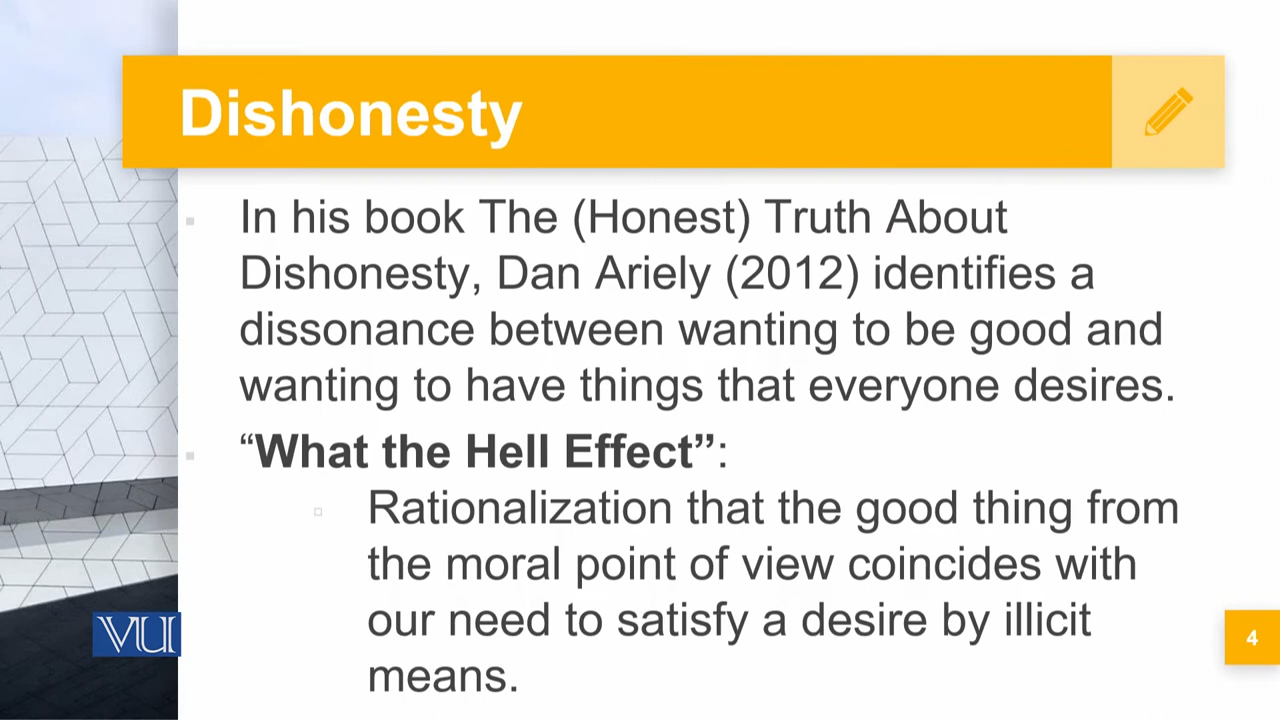 Dishonesty
In his book The (Honest) Truth About
Dishonesty, Dan Ariely (2012) identifies a
dissonance between wanting to be good and
wanting to have things that everyone desires.
“What the Hell Effect”:
Rationalization that the good thing from
the moral point of view coincides with
our need to satisfy a desire by illicit
means.
VU
4